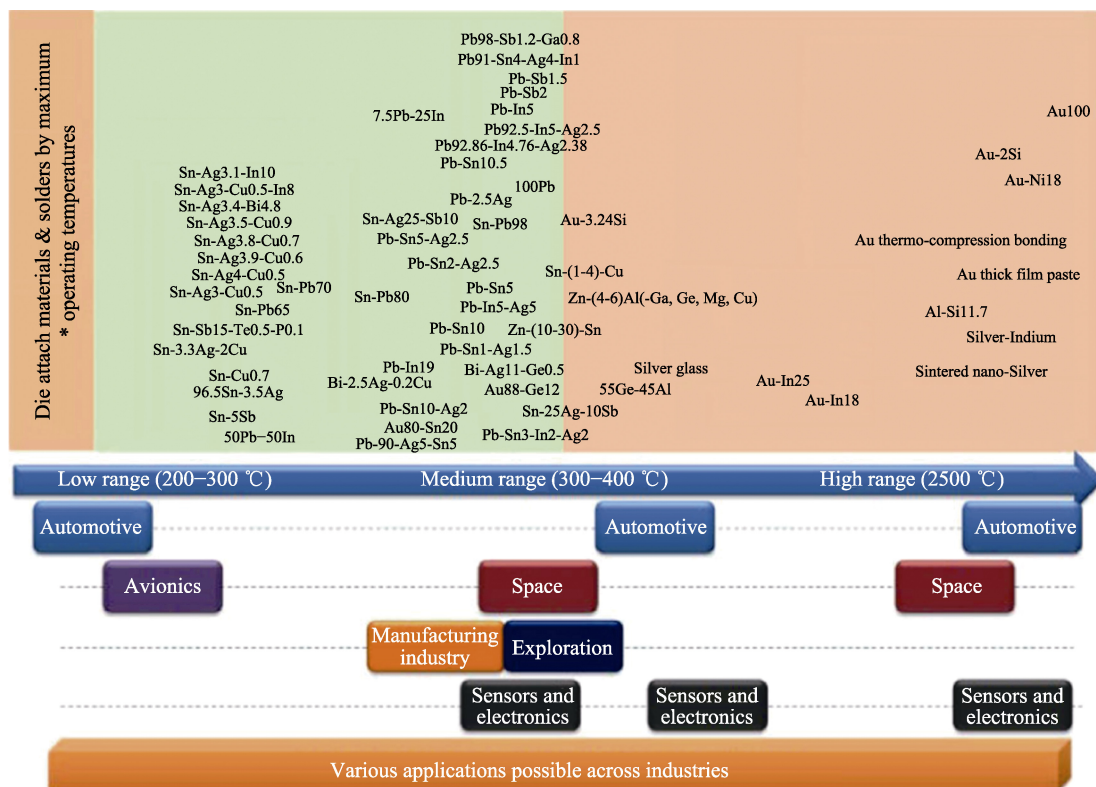 Die attach materials & solders by maximum
* operating temperatures
Pb98-Sb1.2-Ga0.8
Pb91-Sn4-Ag4-In1
Pb-Sb1.5
Pb-Sb2
Pb-In5
7.5Pb-25In
Au100
Pb92.5-In5-Ag2.5
Pb92.86-In4.76-Ag2.38
Pb-Sn10.5
Au-2Si
Sn-Ag3.1-In10
Au-Ni18
Sn-Ag3-Cu0.5-In8
100Pb
Pb-2.5Ag
Sn-Ag3.4-Bi4.8
Sn-Ag3.5-Cu0.9
Sn-Ag25-Sb10
Sn-Pb98
Au-3.24Si
Sn-Ag3.8-Cu0.7
Pb-Sn5-Ag2.5
Au thermo-compression bonding
Sn-Ag3.9-Cu0.6
Pb-Sn2-Ag2.5
Sn-Ag4-Cu0.5
Sn-(1-4)-Cu
Au thick film paste
Sn-Ag3-Cu0.5
Sn-Pb70
Sn-Pb80
Pb-Sn5
Zn-(4-6)Al(-Ga, Ge, Mg, Cu)
Sn-Pb65
Pb-In5-Ag5
Al-Si11.7
Sn-Sb15-Te0.5-P0.1
Pb-Sn10
Zn-(10-30)-Sn
Silver-Indium
Sn-3.3Ag-2Cu
Pb-Sn1-Ag1.5
Pb-In19
Bi-Ag11-Ge0.5
Silver glass
Sintered nano-Silver
Sn-Cu0.7
Bi-2.5Ag-0.2Cu
Au-In25
96.5Sn-3.5Ag
Au88-Ge12
55Ge-45Al
Au-In18
Sn-5Sb
Pb-Sn10-Ag2
Sn-25Ag-10Sb
50Pb−50In
Au80-Sn20
Pb-Sn3-In2-Ag2
Pb-90-Ag5-Sn5
Low range (200−300 ℃)
Medium range (300−400 ℃)
High range (2500 ℃)
Automotive
Automotive
Automotive
Avionics
Space
Space
Manufacturing
industry
Exploration
Sensors and
electronics
Sensors and
electronics
Sensors and
electronics
Various applications possible across industries